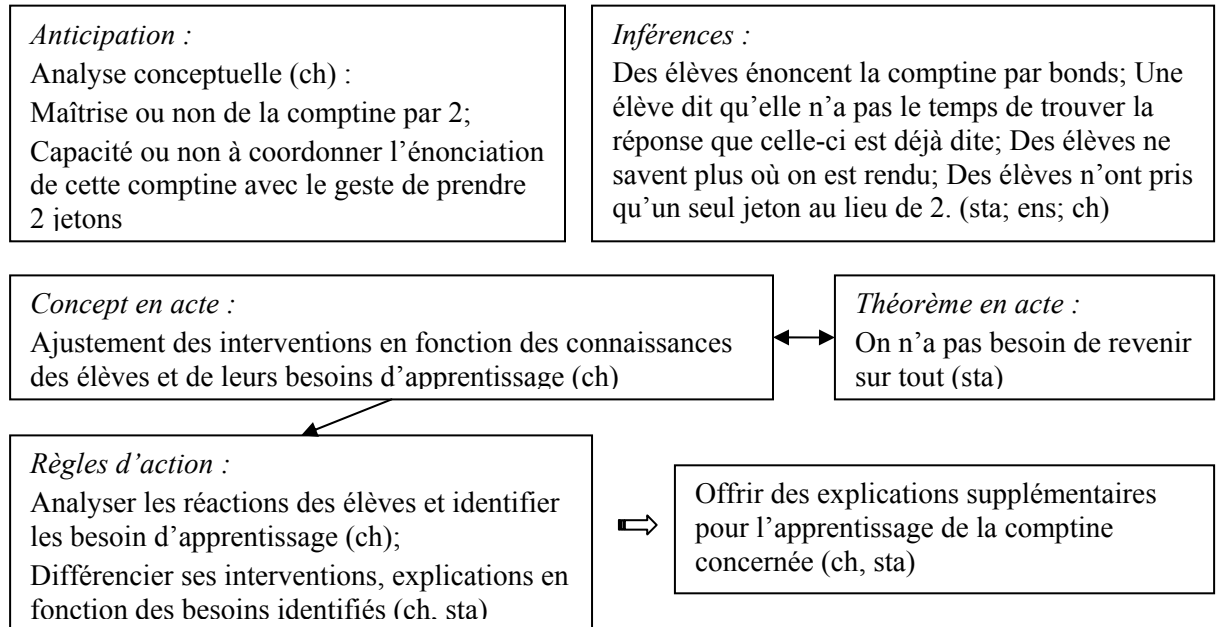 Anticipation :
Analyse conceptuelle (ch) :
Maîtrise ou non de la comptine par 2;
Capacité ou non à coordonner l’énonciation
de cette comptine avec le geste de prendre
2 jetons
Inférences :
Des élèves énoncent la comptine par bonds; Une
élève dit qu’elle n’a pas le temps de trouver la
réponse que celle-ci est déjà dite; Des élèves ne
savent plus où on est rendu; Des élèves n’ont pris
qu’un seul jeton au lieu de 2. (sta; ens; ch)
Concept en acte :
Ajustement des interventions en fonction des connaissances
des élèves et de leurs besoins d’apprentissage (ch)
Théorème en acte :
On n’a pas besoin de revenir
sur tout (sta)
Règles d’action :
Analyser les réactions des élèves et identifier
les besoin d’apprentissage (ch);
Différencier ses interventions, explications en
fonction des besoins identifiés (ch, sta)
Offrir des explications supplémentaires
pour l’apprentissage de la comptine
concernée (ch, sta)